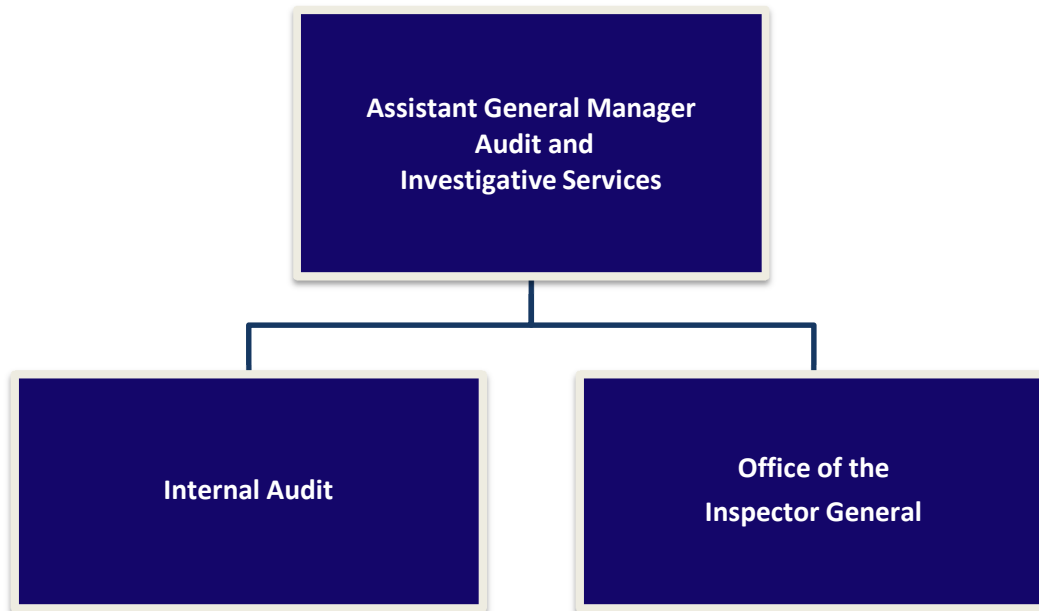 Assistant General Manager
Audit and
Investigative Services
Internal Audit
Office of the
Inspector General